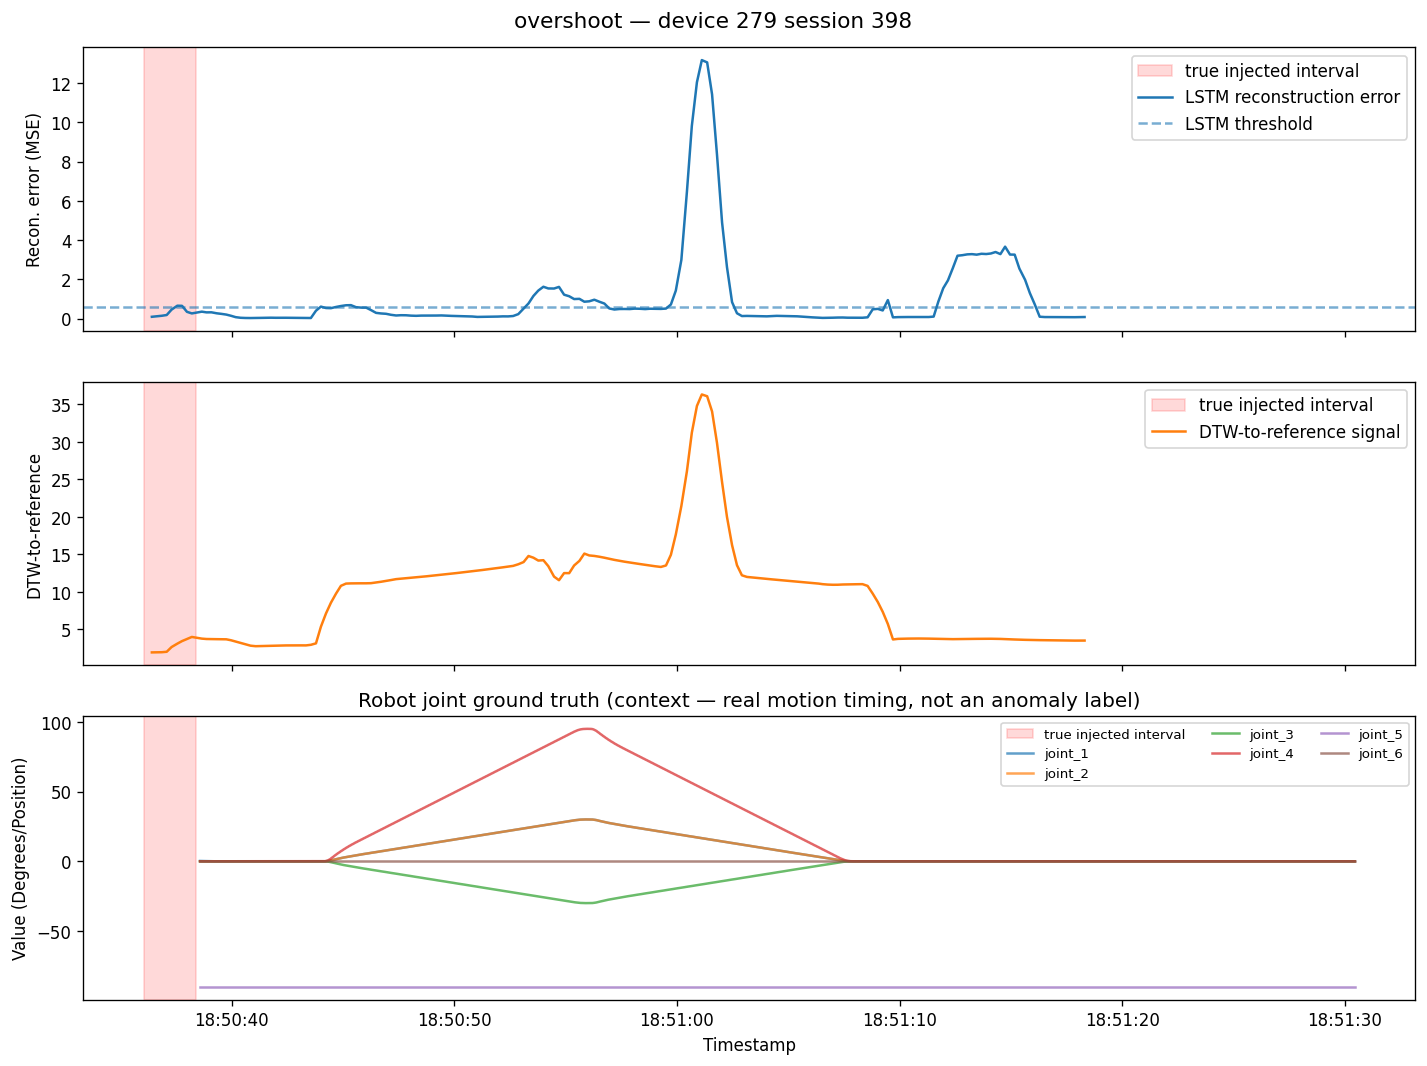 overshoot — device 279 session 398
Recon. error (MSE)
12
10
8
6
4
2
0
true injected interval
LSTM reconstruction error
LSTM threshold
DTW-to-reference
35
30
25
20
15
10
5
true injected interval
DTW-to-reference signal
Robot joint ground truth (context — real motion timing, not an anomaly label)
Value (Degrees/Position)
100
50
0
−50
true injected interval
joint_1
joint_2
joint_3
joint_4
joint_5
joint_6
18:50:40
18:50:50
18:51:00
18:51:10
18:51:20
18:51:30
Timestamp